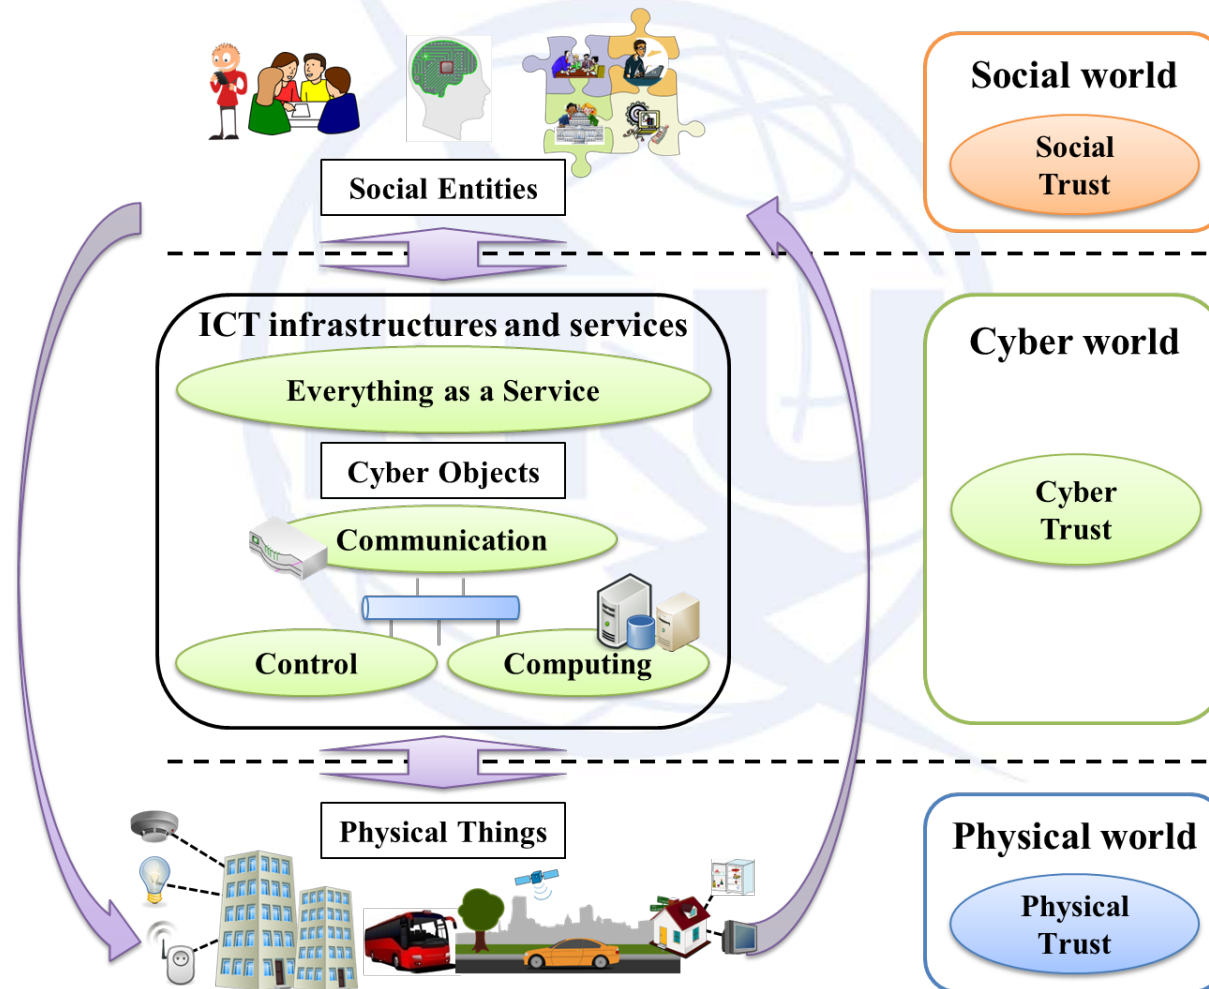 Social world
Social
Trust
Social Entities
ICT infrastructures and services
Everything as a Service
Cyber Objects
Communication
Control
Computing
Cyber world
Cyber
Trust
Physical Things
Physical world
Physical
Trust
ITU